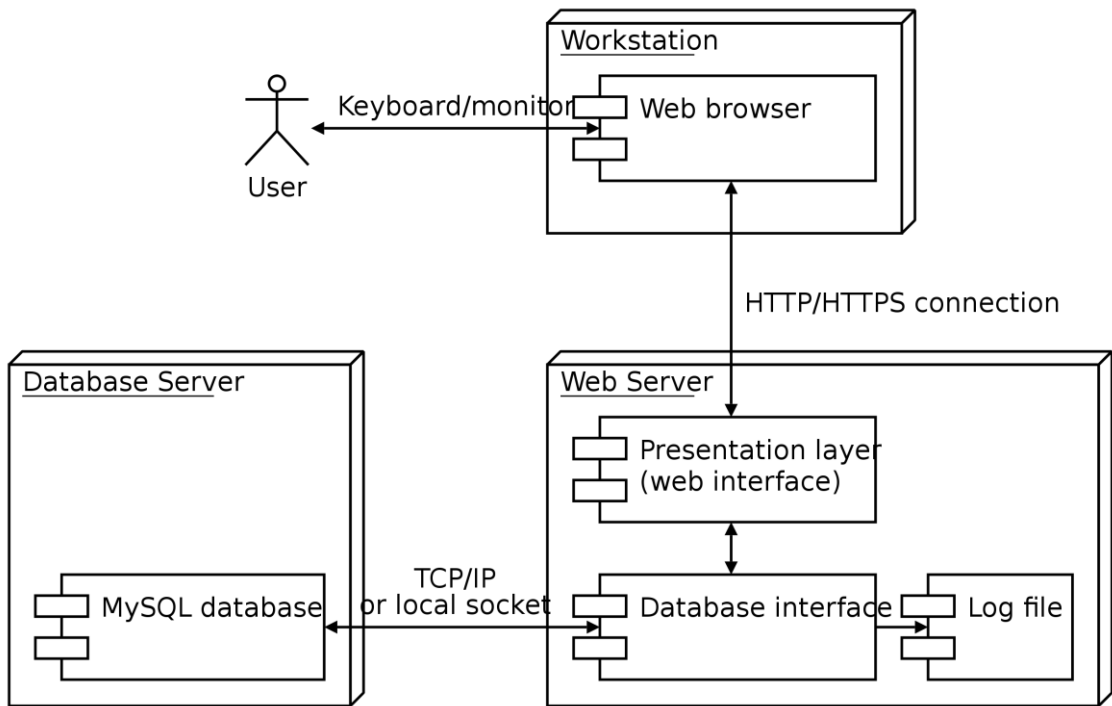 Workstation
Keyboard/monitor
Web browser
User
HTTP/HTTPS connection
Database Server
Web Server
Presentation layer
(web interface)
TCP/IP
or local socket
MySQL database
Database interface
Log file